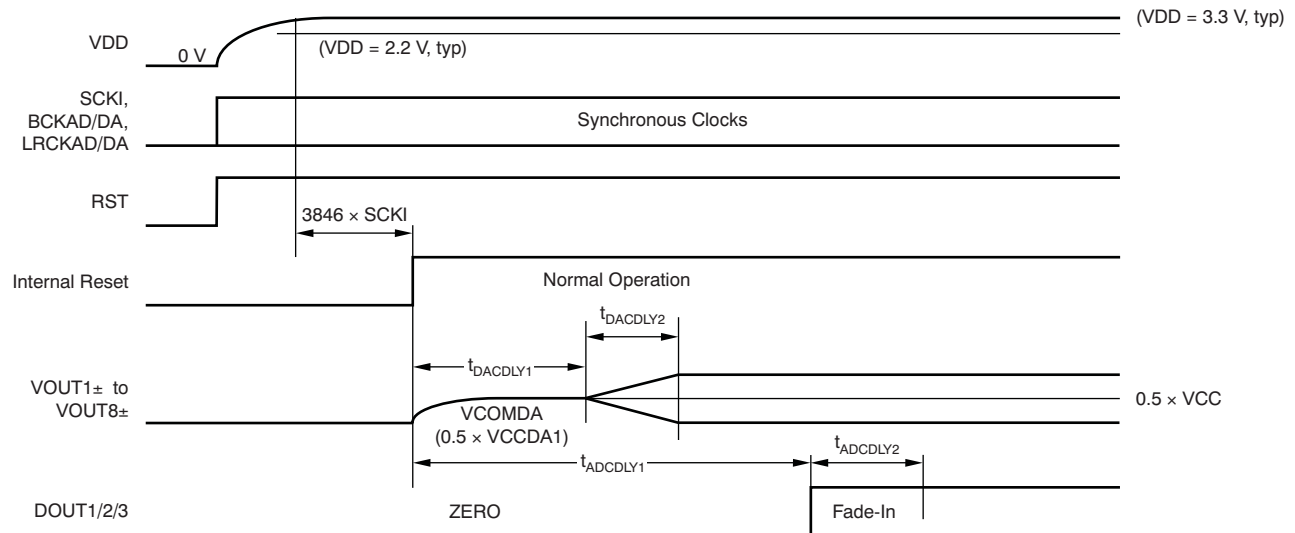 (VDD = 3.3 V, typ)
VDD
0 V
(VDD = 2.2 V, typ)
SCKI,
BCKAD/DA,
LRCKAD/DA
Synchronous Clocks
RST
3846 × SCKI
Internal Reset
Normal Operation
tDACDLY2
tDACDLY1
VOUT1± to
VOUT8±
VCOMDA
(0.5 × VCCDA1)
0.5 × VCC
tADCDLY2
tADCDLY1
DOUT1/2/3
ZERO
Fade-In